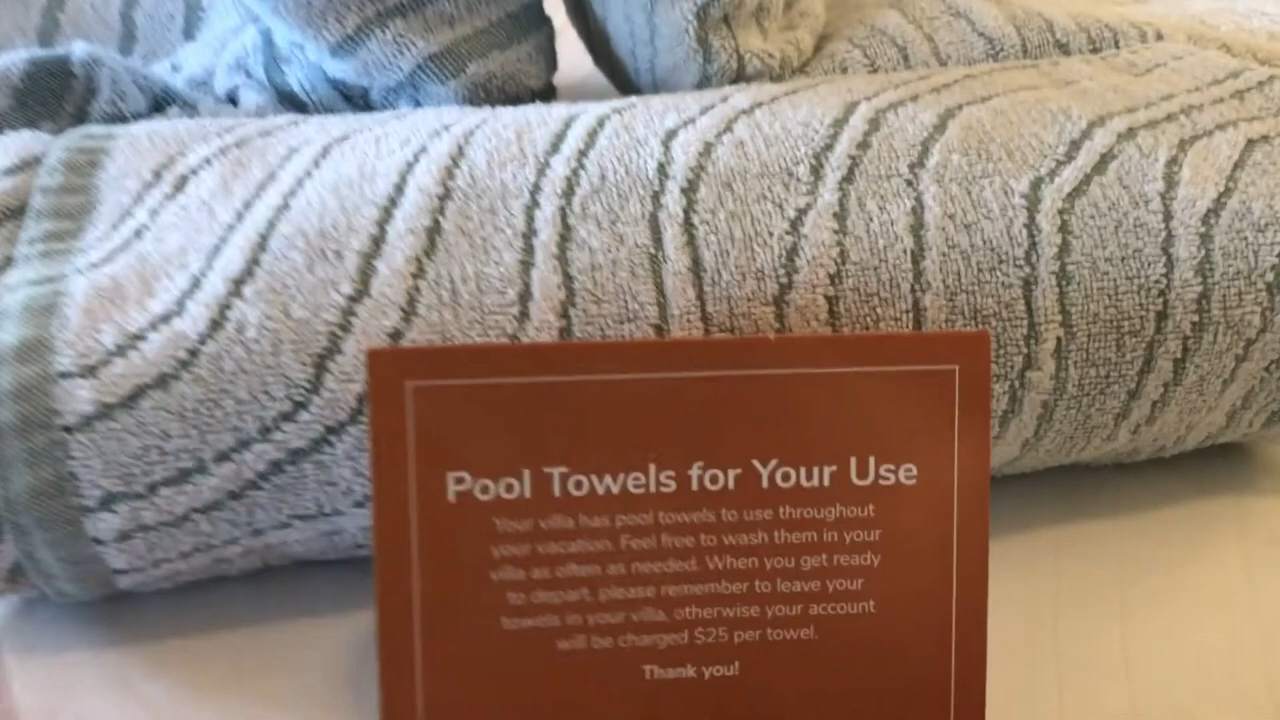 Pool Towels for Your Use
Your villa has pool towels to use throughout
your vacation. Feel free to wash them in your
villa as often as needed. When you get ready
to depart, please remember to leave your
towels in your villa, otherwise your account
will be charged $25 per towel.
Thank you!